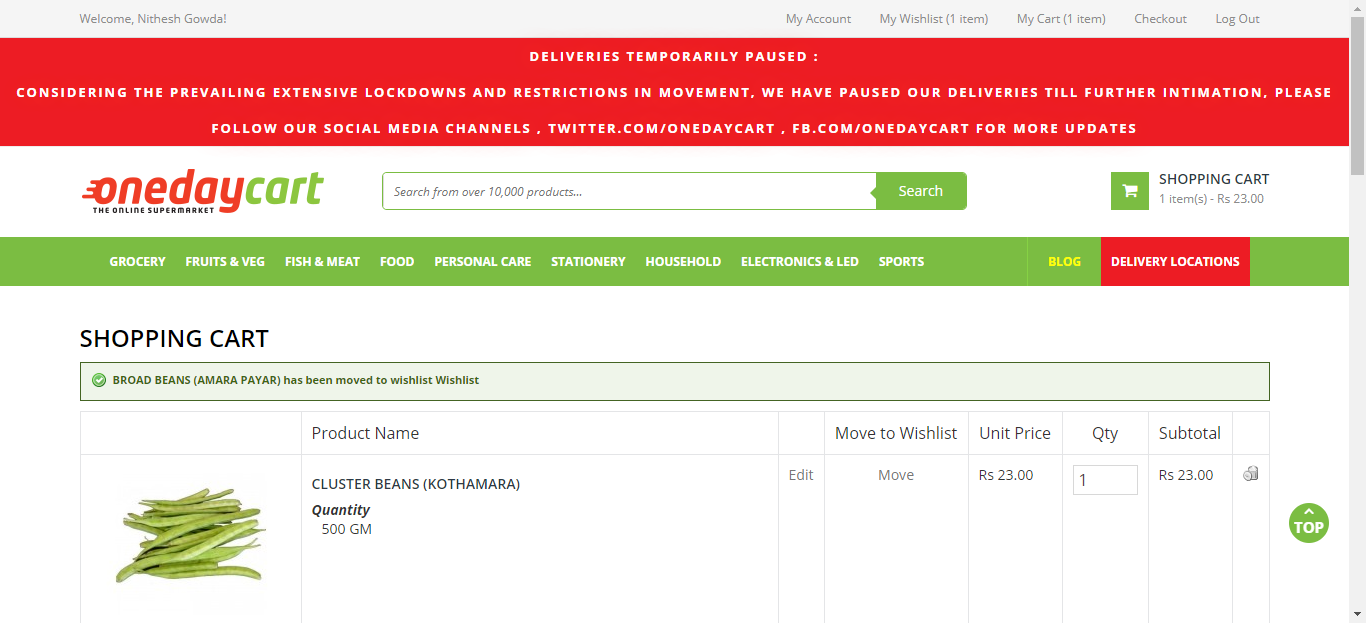 Welcome, Nithesh Gowda!
My Account
My Wishlist (1 item)
My Cart (1 item)
Checkout
Log Out
DELIVERIES TEMPORARILY PAUSED :
CONSIDERING THE PREVAILING EXTENSIVE LOCKDOWNS AND RESTRICTIONS IN MOVEMENT, WE HAVE PAUSED OUR DELIVERIES TILL FURTHER INTIMATION, PLEASE
FOLLOW OUR SOCIAL MEDIA CHANNELS , TWITTER.COM/ONEDAYCART , FB.COM/ONEDAYCART FOR MORE UPDATES
onedaycart
THE ONLINE SUPERMARKET
Search from over 10,000 products...
Search
SHOPPING CART
1 item(s) - Rs 23.00
GROCERY
FRUITS & VEG
FISH & MEAT
FOOD
PERSONAL CARE
STATIONERY
HOUSEHOLD
ELECTRONICS & LED
SPORTS
BLOG
DELIVERY LOCATIONS
SHOPPING CART
BROAD BEANS (AMARA PAYAR) has been moved to wishlist Wishlist
Product Name
Move to Wishlist
Unit Price
Qty
Subtotal
CLUSTER BEANS (KOTHAMARA)
Quantity
500 GM
Edit
Move
Rs 23.00
1
Rs 23.00
TOP